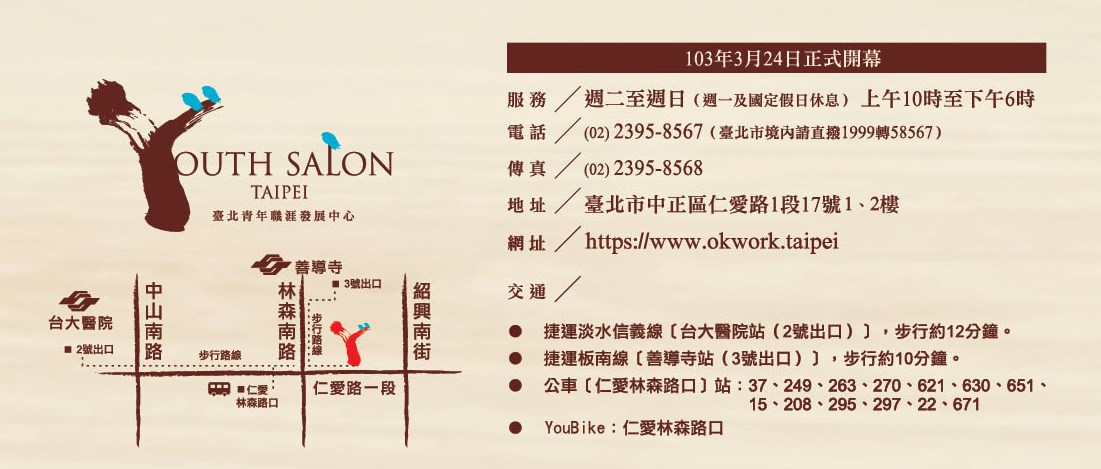 YOUTH SALON
TAIPEI
臺北青年職涯發展中心
善導寺
3號出口
台大醫院
2號出口
中山南路
林森南路
紹興南街
步行路線
步行路線
仁愛
林森路口
仁愛路一段
103年3月24日正式開幕
服務／週二至週日（週一及國定假日休息） 上午10時至下午6時
電話／(02) 2395-8567（臺北市境內請直撥1999轉58567）
傳真／(02) 2395-8568
地址／臺北市中正區仁愛路1段17號1、2樓
網址／https://www.okwork.taipei
交通／
● 捷運淡水信義線〔台大醫院站（2號出口）〕，步行約12分鐘。
● 捷運板南線〔善導寺站（3號出口）〕，步行約10分鐘。
● 公車〔仁愛林森路口〕站：37、249、263、270、621、630、651、
15、208、295、297、22、671
● YouBike：仁愛林森路口